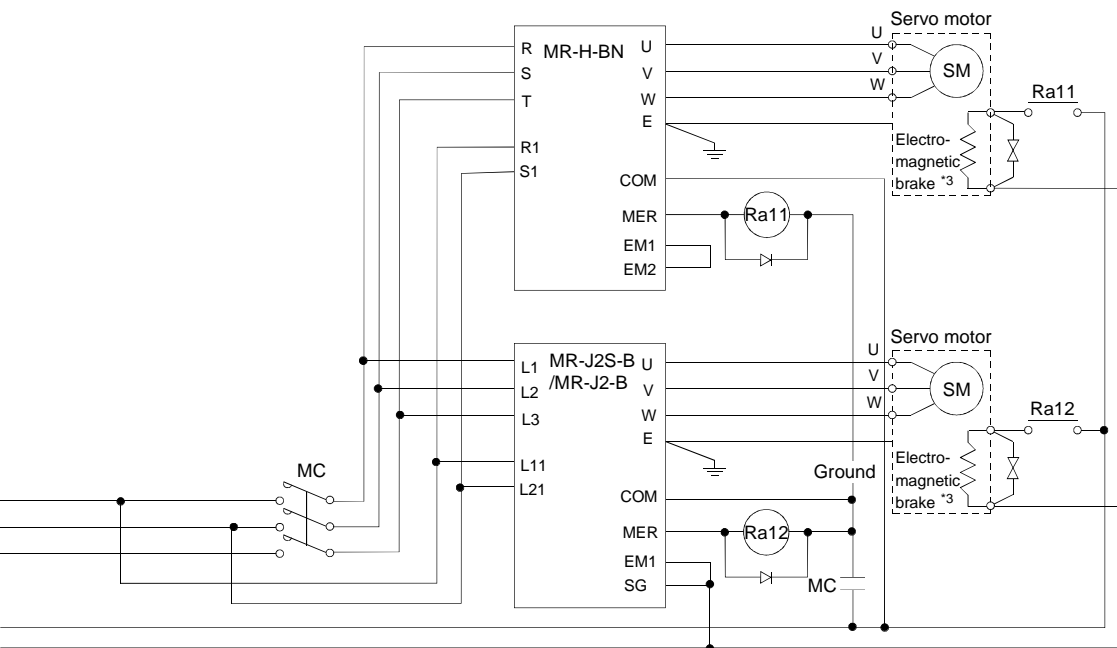 Servo motor
R
MR-H-BN
U
U
S
V
V
SM
T
W
W
Ra11
E
R1
Electro-
magnetic
brake *3
S1
COM
MER
Ra11
EM1
EM2
Servo motor
L1
MR-J2S-B
/MR-J2-B
U
U
L2
V
V
SM
L3
W
W
Ra12
E
L11
Electro-
magnetic
brake *3
MC
L21
Ground
COM
MER
Ra12
EM1
SG
MC